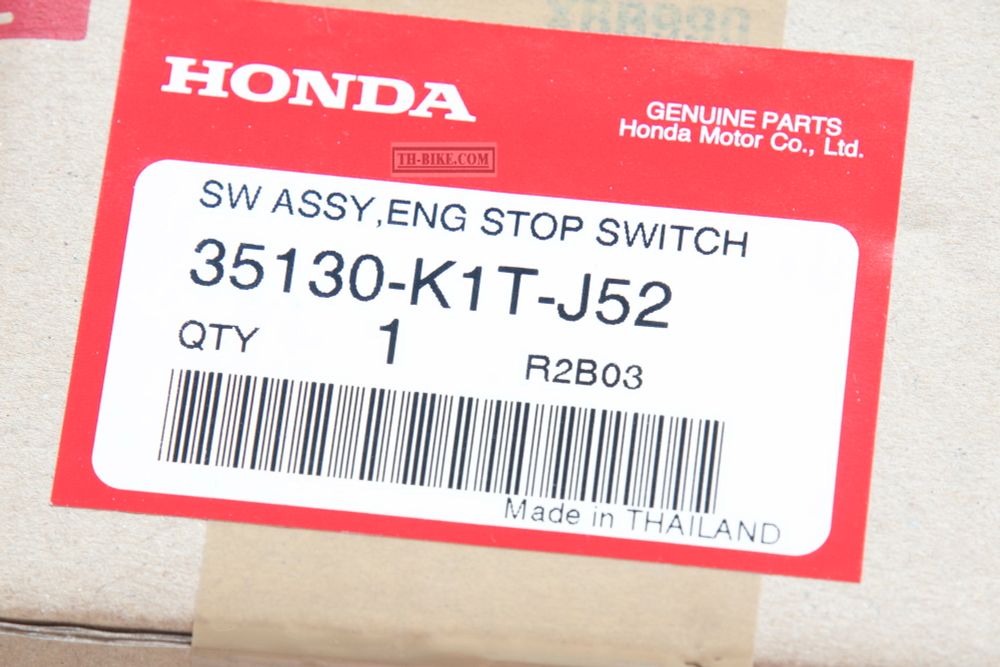 HONDA
GENUINE PARTS
Honda Motor Co., Ltd.
TH-BIKE.COM
SW ASSY,ENG STOP SWITCH
35130-K1T-J52
QTY 1 R2B03
Made in THAILAND